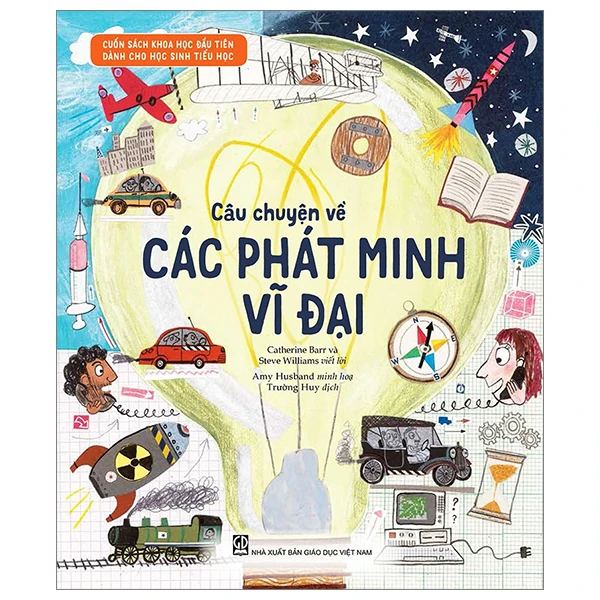 CUỐN SÁCH KHOA HỌC ĐẦU TIÊN
DÀNH CHO HỌC SINH TIỂU HỌC
Câu chuyện về
CÁC PHÁT MINH
VĨ ĐẠI
Catherine Barr và
Steve Williams viết lời
Amy Husband minh hoạ
Trường Huy dịch
N
W
E
S
NHÀ XUẤT BẢN GIÁO DỤC VIỆT NAM